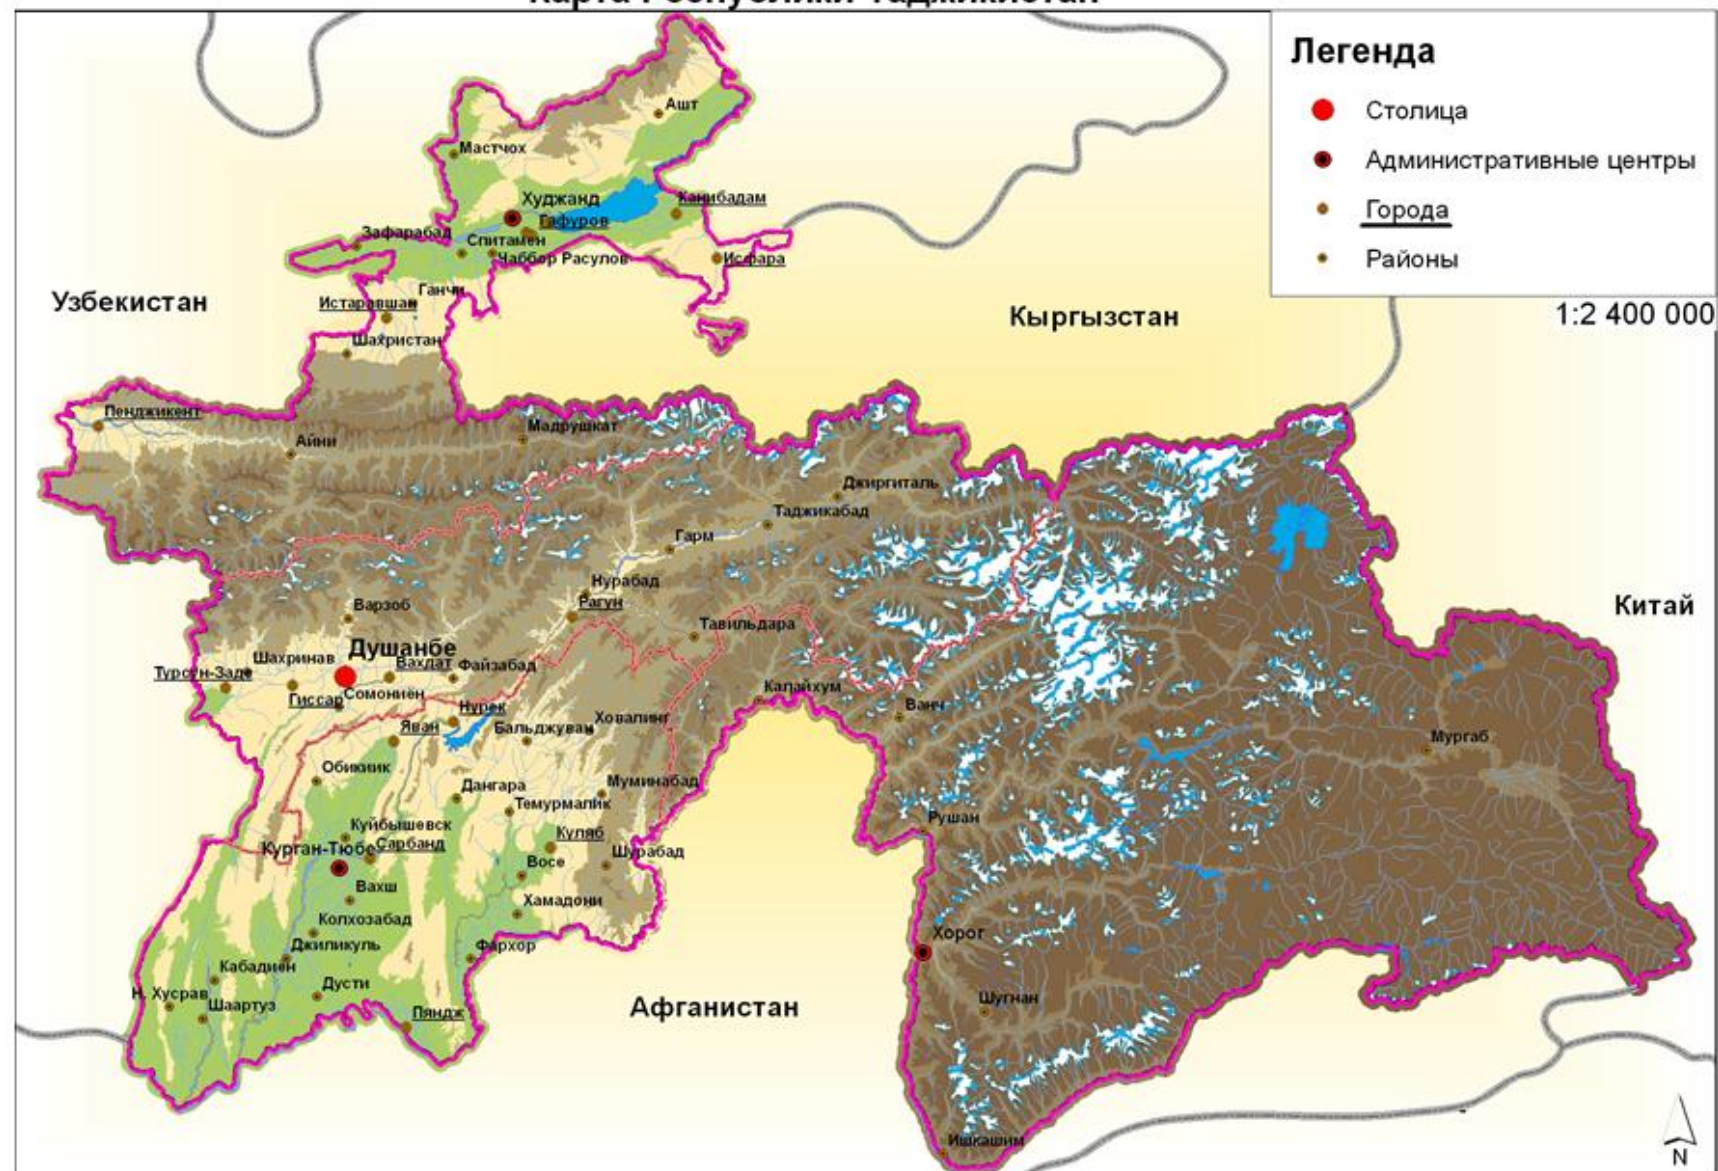 Карта Республики Таджикистан
Легенда
Столица
Административные центры
Города
Районы
1:2 400 000
Узбекистан
Кыргызстан
Китай
Афганистан
Ашт
Мастчох
Худжанд
Гафуров
Канибадам
Зафарабад
Спитамен
Чаббор Расулов
Исфара
Ганчи
Истаравшан
Шахристан
Пенджикент
Айни
Мадрушкат
Джиргиталь
Таджикабад
Гарм
Нурабад
Рагун
Варзоб
Тавильдара
Душанбе
Шахринав
Вахдат
Файзабад
Турсун-Заде
Гиссар
Сомониён
Калайхум
Нурек
Ванч
Яван
Бальджуван
Ховалинг
Мургаб
Обикиик
Дангара
Муминабад
Темурмалик
Рушан
Куйбышевск
Куляб
Сарбанд
Курган-Тюбе
Шурабад
Восе
Вахш
Хамадони
Колхозабад
Хорог
Джиликуль
Фархор
Кабадиён
Дусти
Н. Хусрав
Шаартуз
Шугнан
Пяндж
Ишкашим
N